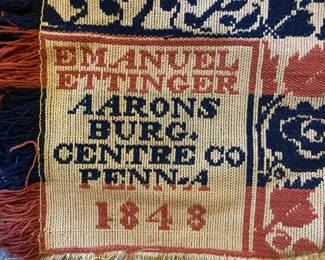 EMANUEL
ETTINGER
AARONS
BURG.
CENTRE CO
PENN-A
1848